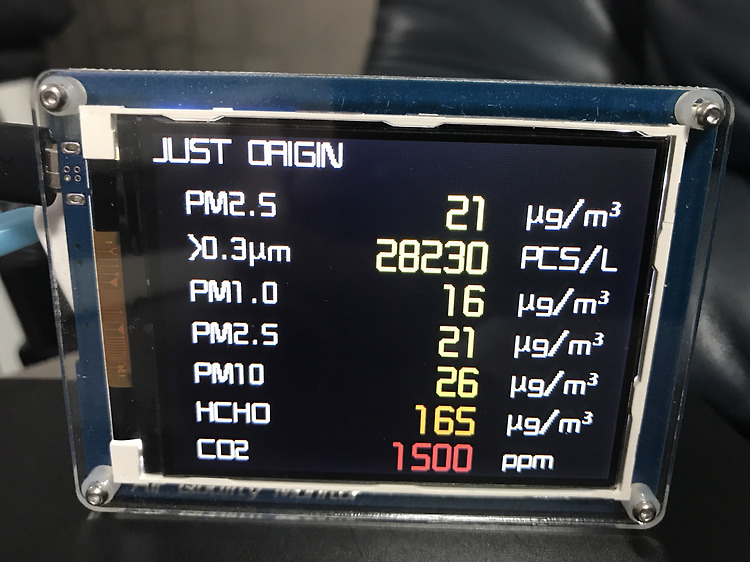 JUST ORIGIN
PM2.5 21 μg/m³
>0.3μm 28230 PCS/L
PM1.0 16 μg/m³
PM2.5 21 μg/m³
PM10 26 μg/m³
HCHO 165 μg/m³
CO2 1500 ppm